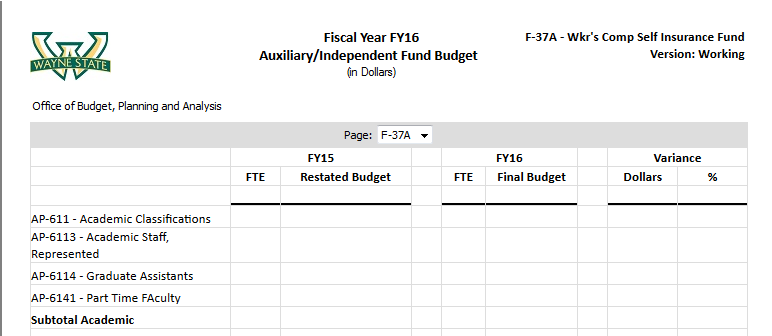 Fiscal Year FY16
F-37A - Wkr's Comp Self Insurance Fund
Auxiliary/Independent Fund Budget
Version: Working
(in Dollars)
WAYNE STATE
Office of Budget, Planning and Analysis
Page: F-37A
FY15 FY16 Variance
FTE Restated Budget FTE Final Budget Dollars %
AP-611 - Academic Classifications
AP-6113 - Academic Staff,
Represented
AP-6114 - Graduate Assistants
AP-6141 - Part Time FAculty
Subtotal Academic